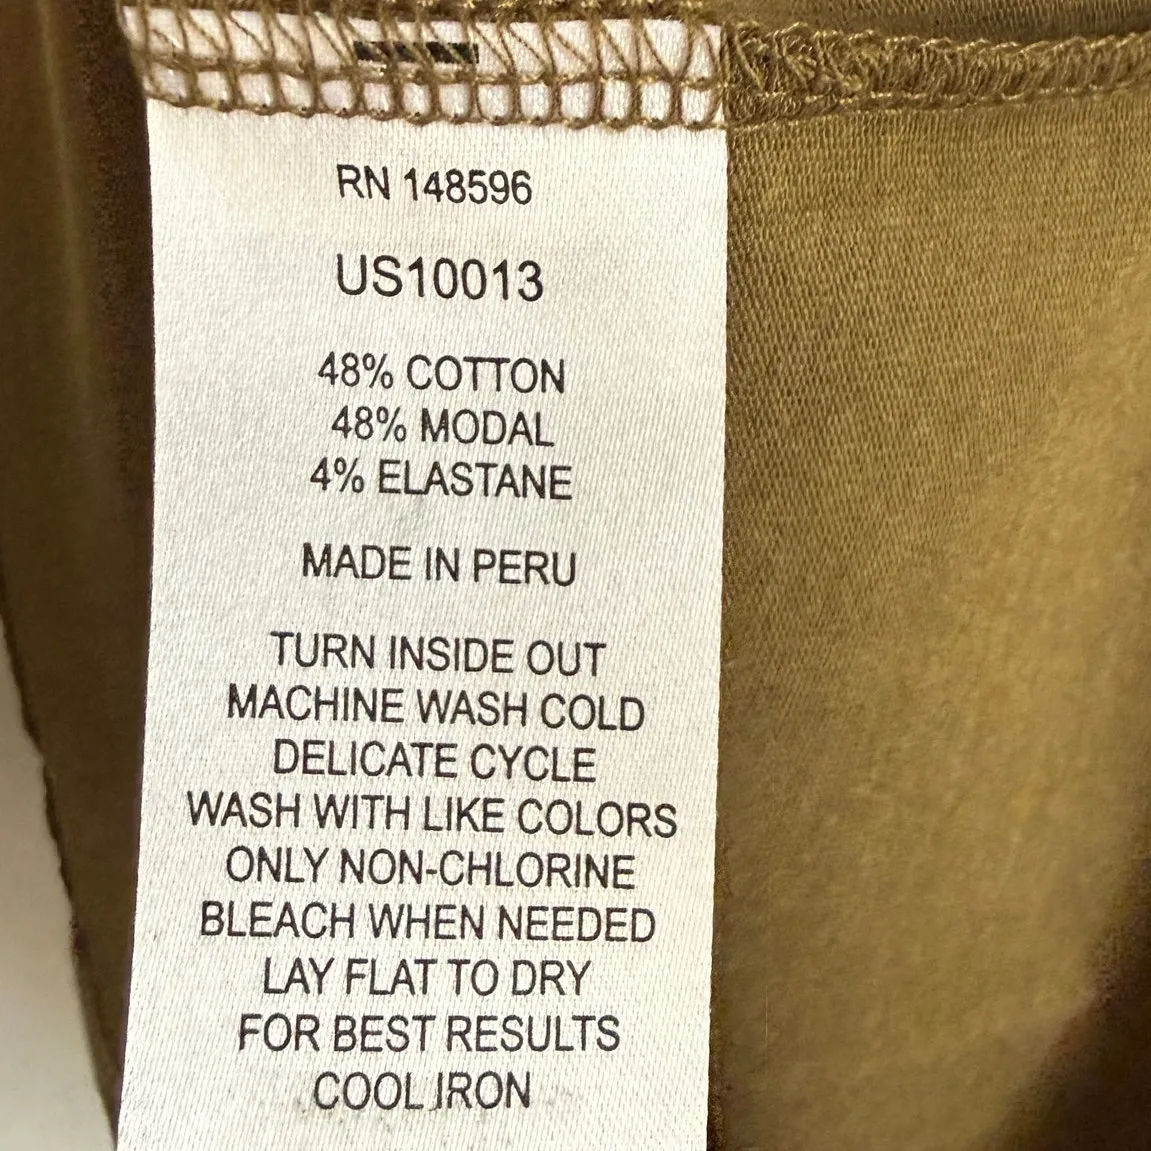 RN 148596
US10013
48% COTTON
48% MODAL
4% ELASTANE
MADE IN PERU
TURN INSIDE OUT
MACHINE WASH COLD
DELICATE CYCLE
WASH WITH LIKE COLORS
ONLY NON-CHLORINE
BLEACH WHEN NEEDED
LAY FLAT TO DRY
FOR BEST RESULTS
COOL IRON